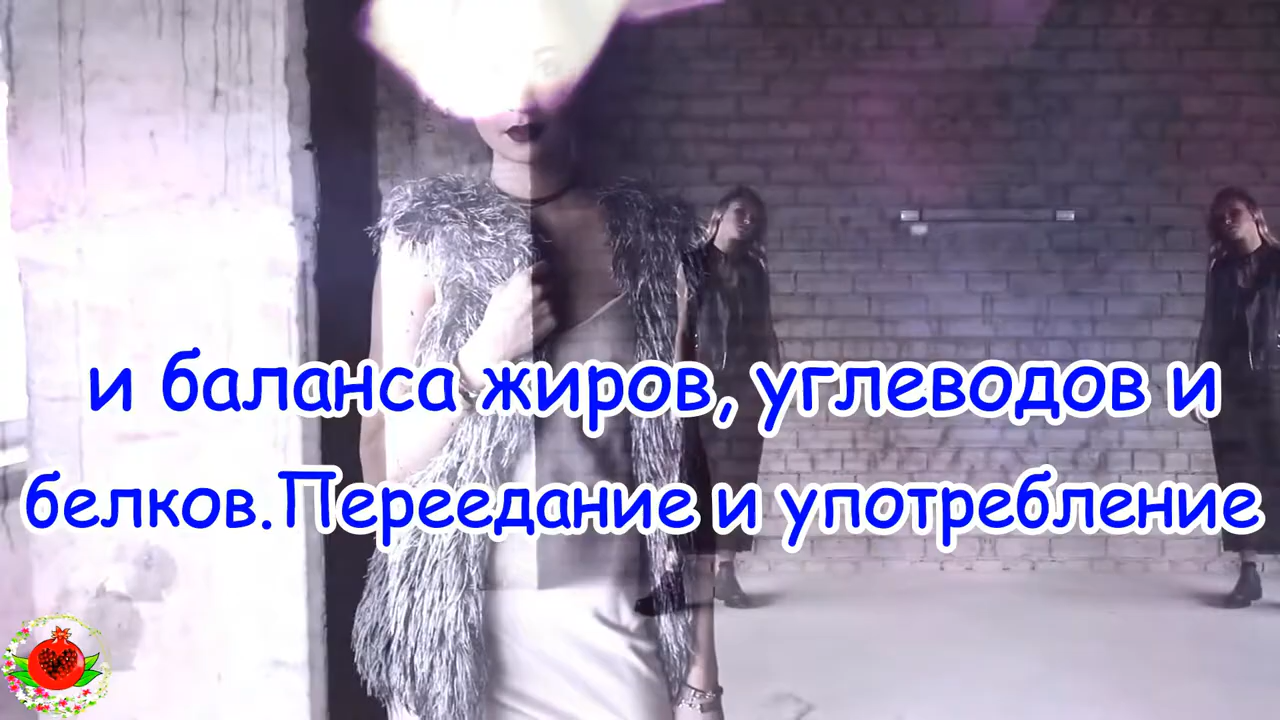 и баланса жиров, углеводов и
белков.Переедание и употребление